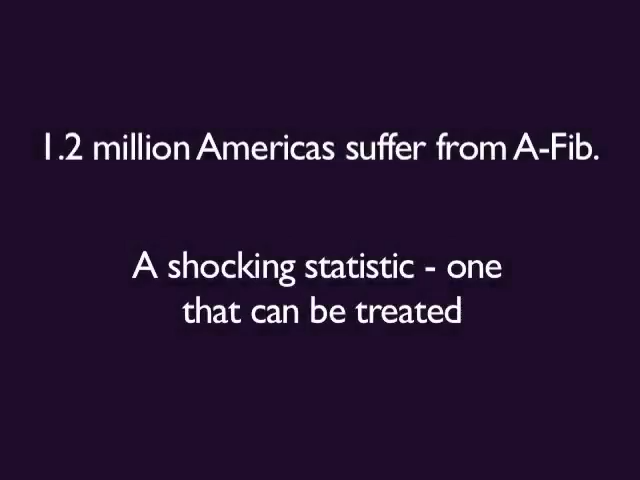 1.2 million Americas suffer from A-Fib.
A shocking statistic - one
that can be treated